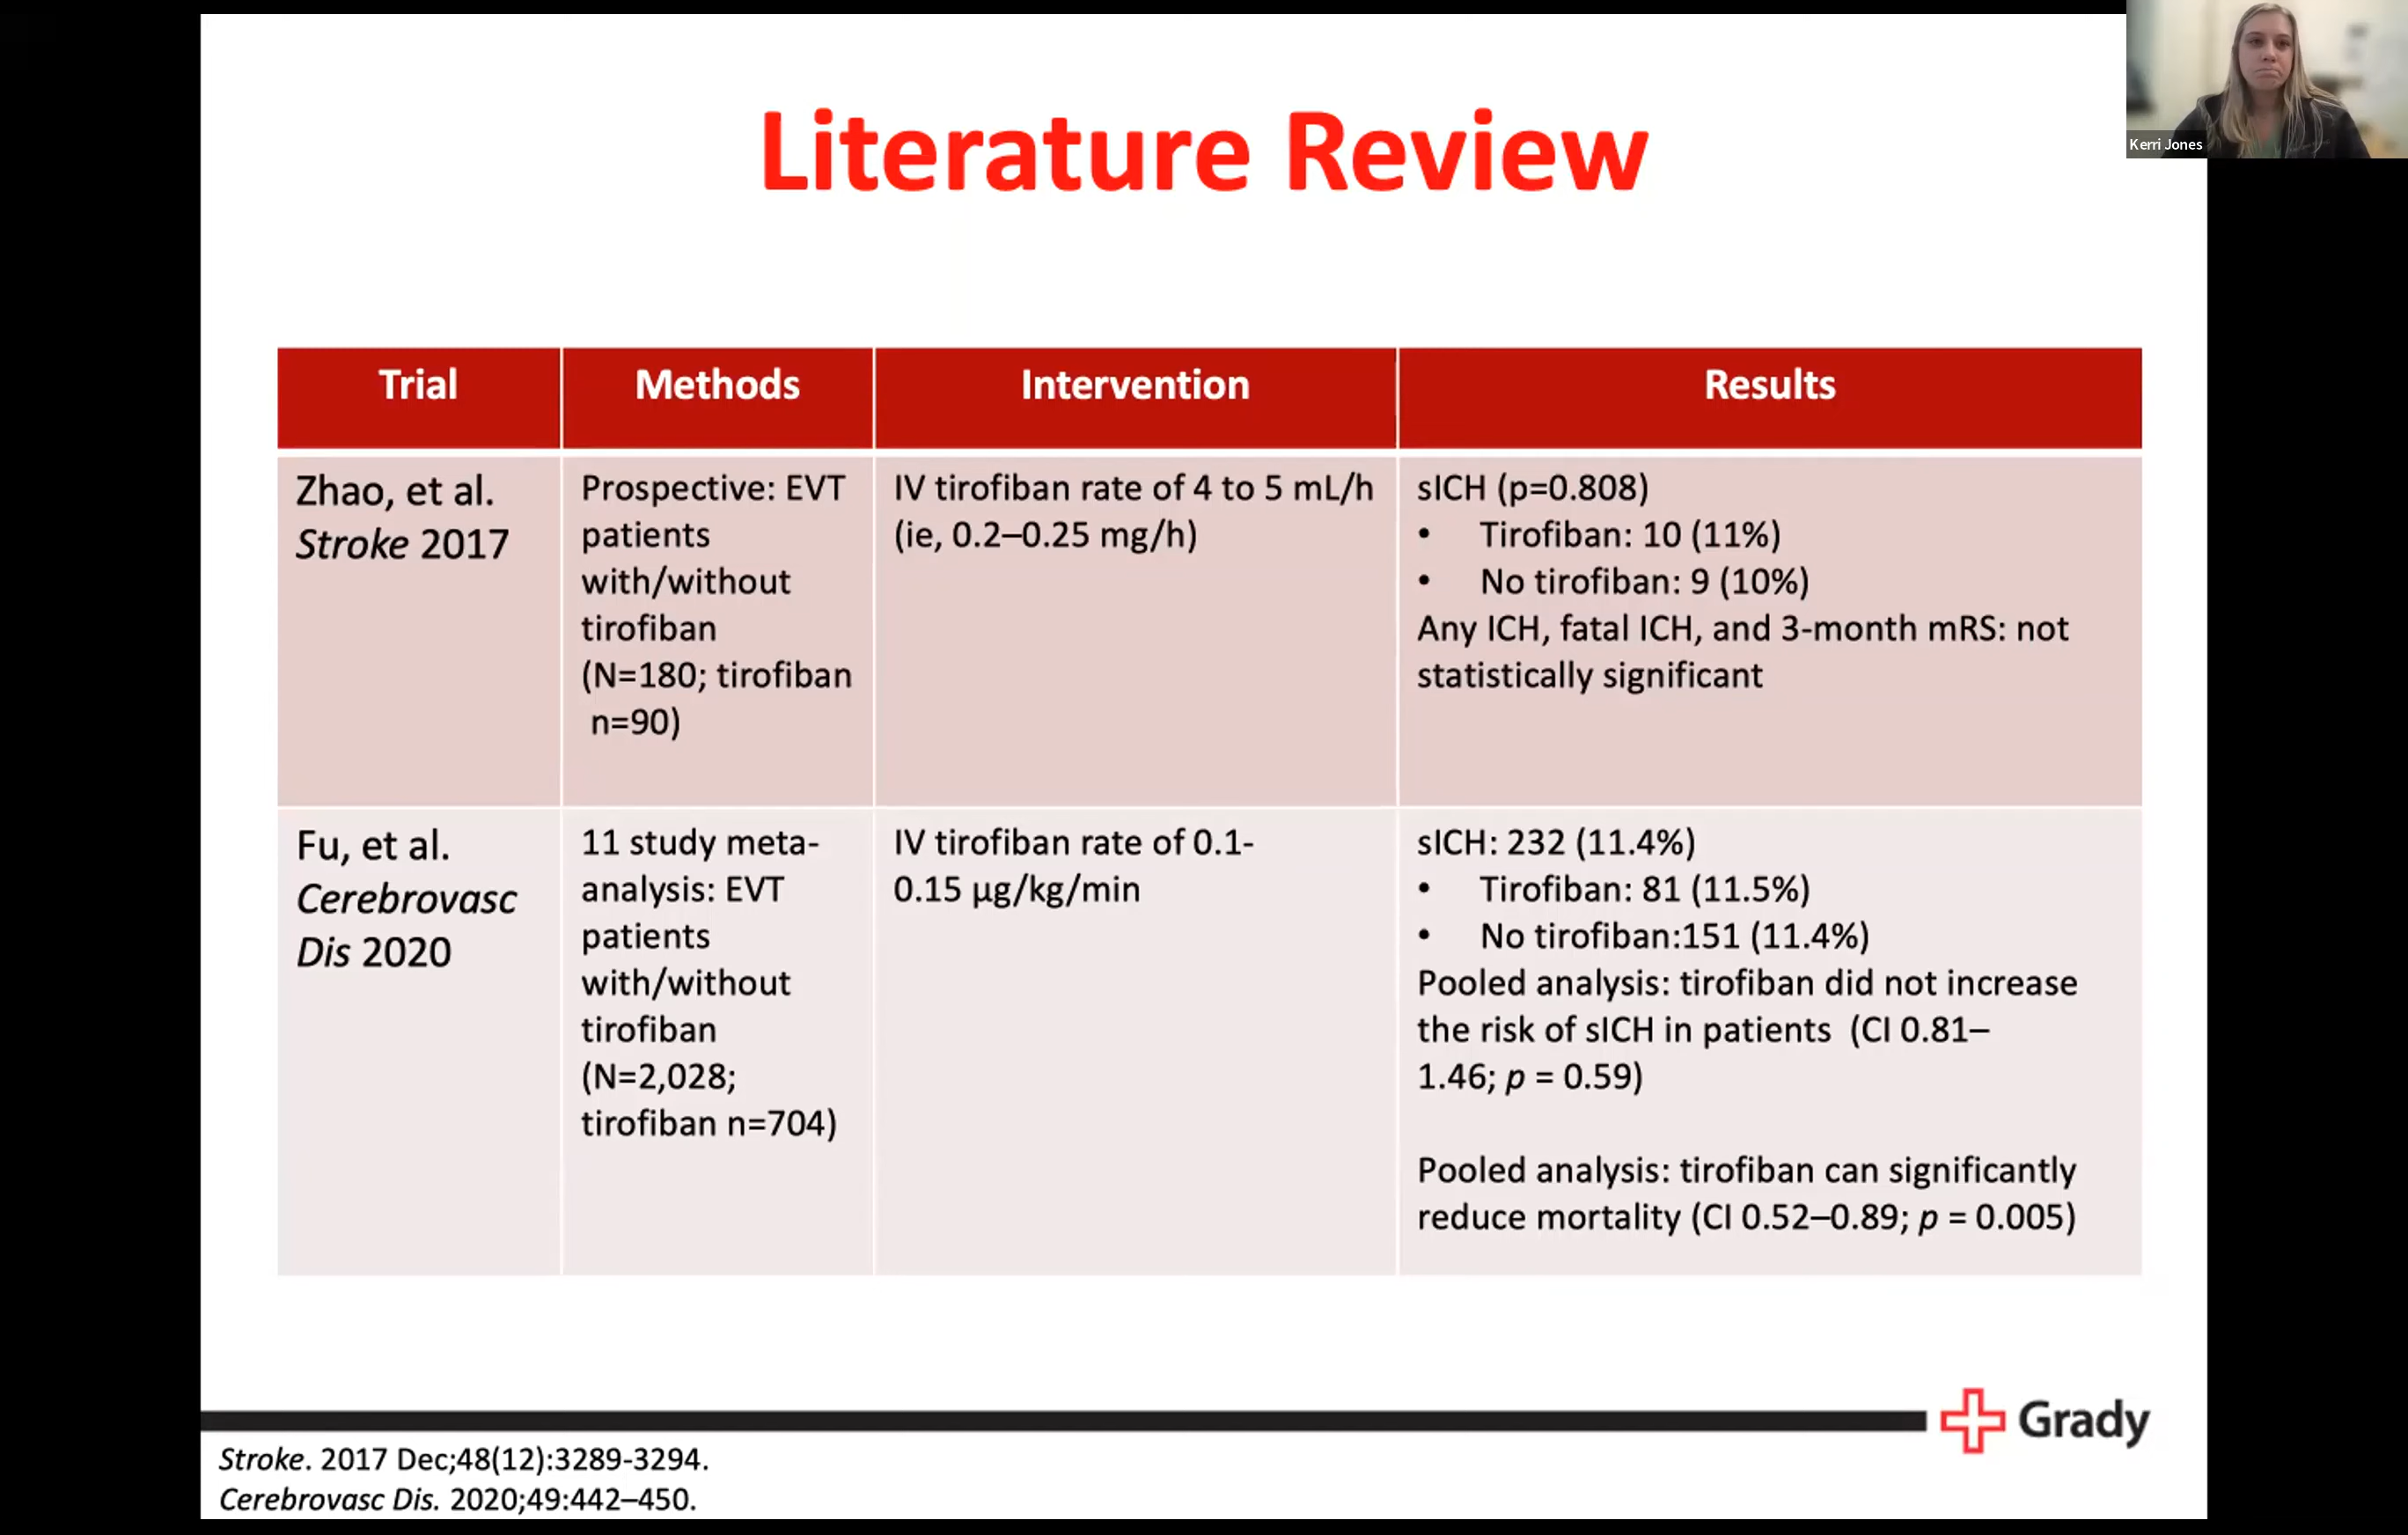 Literature Review
Kerri Jones
Trial
Methods
Intervention
Results
Zhao, et al.
Stroke 2017
Prospective: EVT
patients
with/without
tirofiban
(N=180; tirofiban
n=90)
IV tirofiban rate of 4 to 5 mL/h
(ie, 0.2–0.25 mg/h)
sICH (p=0.808)
• Tirofiban: 10 (11%)
• No tirofiban: 9 (10%)
Any ICH, fatal ICH, and 3-month mRS: not
statistically significant
Fu, et al.
Cerebrovasc
Dis 2020
11 study meta-
analysis: EVT
patients
with/without
tirofiban
(N=2,028;
tirofiban n=704)
IV tirofiban rate of 0.1-
0.15 µg/kg/min
sICH: 232 (11.4%)
• Tirofiban: 81 (11.5%)
• No tirofiban:151 (11.4%)
Pooled analysis: tirofiban did not increase
the risk of sICH in patients (CI 0.81–
1.46; p = 0.59)
Pooled analysis: tirofiban can significantly
reduce mortality (CI 0.52–0.89; p = 0.005)
Grady
Stroke. 2017 Dec;48(12):3289-3294.
Cerebrovasc Dis. 2020;49:442–450.